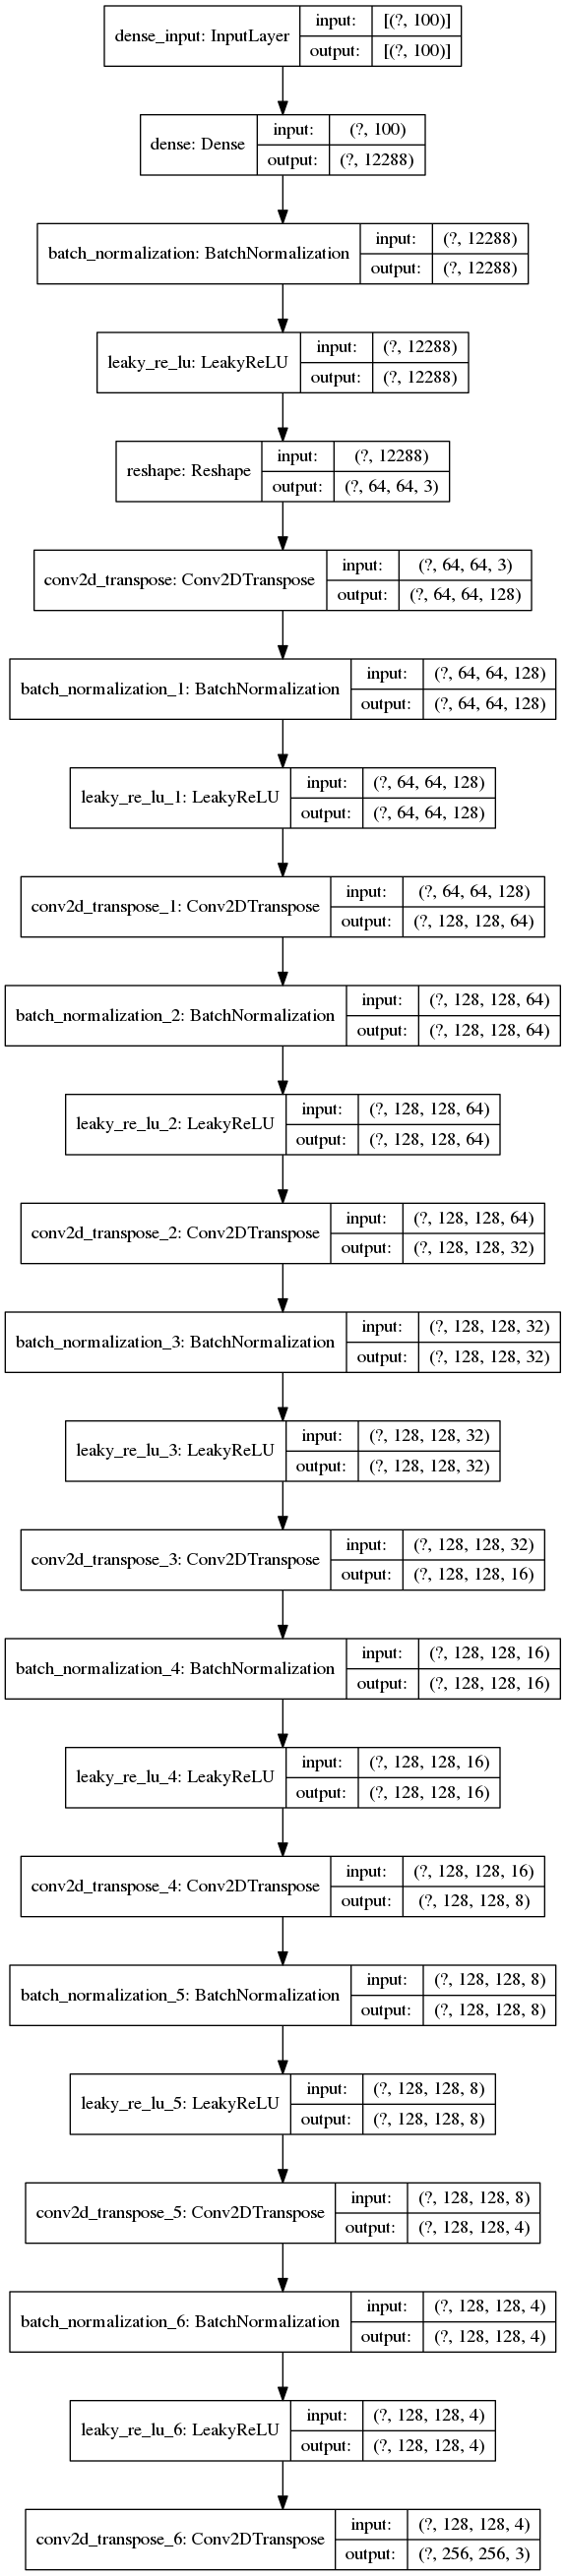 dense_input: InputLayer
input: [(?, 100)]
output: [(?, 100)]
dense: Dense
input: (?, 100)
output: (?, 12288)
batch_normalization: BatchNormalization
input: (?, 12288)
output: (?, 12288)
leaky_re_lu: LeakyReLU
input: (?, 12288)
output: (?, 12288)
reshape: Reshape
input: (?, 12288)
output: (?, 64, 64, 3)
conv2d_transpose: Conv2DTranspose
input: (?, 64, 64, 3)
output: (?, 64, 64, 128)
batch_normalization_1: BatchNormalization
input: (?, 64, 64, 128)
output: (?, 64, 64, 128)
leaky_re_lu_1: LeakyReLU
input: (?, 64, 64, 128)
output: (?, 64, 64, 128)
conv2d_transpose_1: Conv2DTranspose
input: (?, 64, 64, 128)
output: (?, 128, 128, 64)
batch_normalization_2: BatchNormalization
input: (?, 128, 128, 64)
output: (?, 128, 128, 64)
leaky_re_lu_2: LeakyReLU
input: (?, 128, 128, 64)
output: (?, 128, 128, 64)
conv2d_transpose_2: Conv2DTranspose
input: (?, 128, 128, 64)
output: (?, 128, 128, 32)
batch_normalization_3: BatchNormalization
input: (?, 128, 128, 32)
output: (?, 128, 128, 32)
leaky_re_lu_3: LeakyReLU
input: (?, 128, 128, 32)
output: (?, 128, 128, 32)
conv2d_transpose_3: Conv2DTranspose
input: (?, 128, 128, 32)
output: (?, 128, 128, 16)
batch_normalization_4: BatchNormalization
input: (?, 128, 128, 16)
output: (?, 128, 128, 16)
leaky_re_lu_4: LeakyReLU
input: (?, 128, 128, 16)
output: (?, 128, 128, 16)
conv2d_transpose_4: Conv2DTranspose
input: (?, 128, 128, 16)
output: (?, 128, 128, 8)
batch_normalization_5: BatchNormalization
input: (?, 128, 128, 8)
output: (?, 128, 128, 8)
leaky_re_lu_5: LeakyReLU
input: (?, 128, 128, 8)
output: (?, 128, 128, 8)
conv2d_transpose_5: Conv2DTranspose
input: (?, 128, 128, 8)
output: (?, 128, 128, 4)
batch_normalization_6: BatchNormalization
input: (?, 128, 128, 4)
output: (?, 128, 128, 4)
leaky_re_lu_6: LeakyReLU
input: (?, 128, 128, 4)
output: (?, 128, 128, 4)
conv2d_transpose_6: Conv2DTranspose
input: (?, 128, 128, 4)
output: (?, 256, 256, 3)